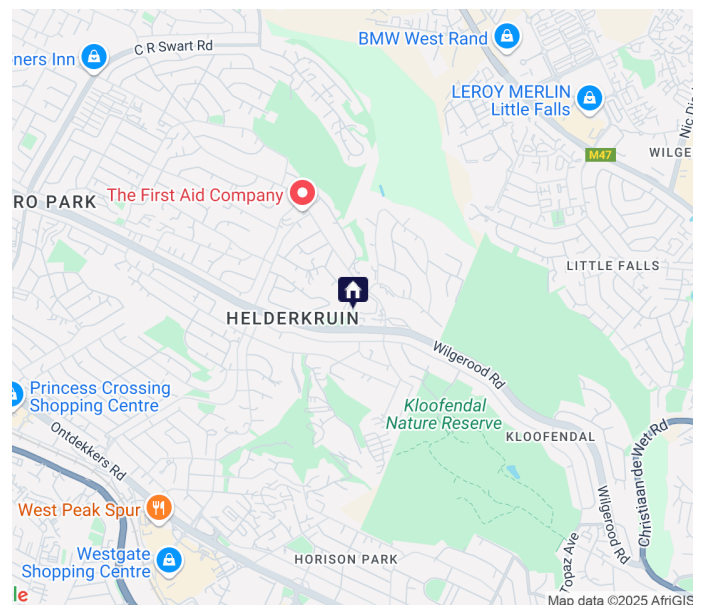 C R Swart Rd
BMW West Rand
ners Inn
LEROY MERLIN
Little Falls
Nic Di
M47
WILGE
The First Aid Company
RO PARK
LITTLE FALLS
HELDERKRUIN
Wilgerood Rd
Princess Crossing
Shopping Centre
Kloofendal
Nature Reserve
KLOOFENDAL
Ontdekkers Rd
Christiaan de Wet Rd
West Peak Spur
Wilgerood Rd
Westgate
Shopping Centre
HORISON PARK
Topaz Ave
le
Map data ©2025 AfriGIS